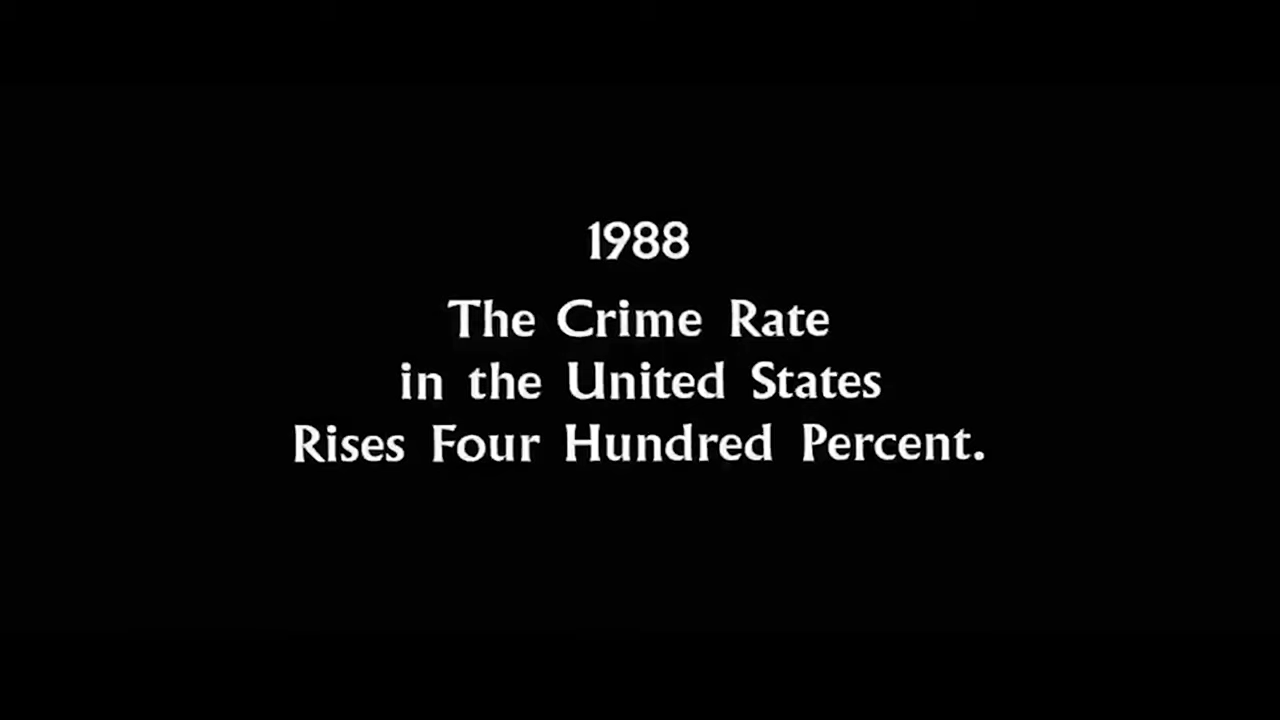 1988
The Crime Rate
in the United States
Rises Four Hundred Percent.